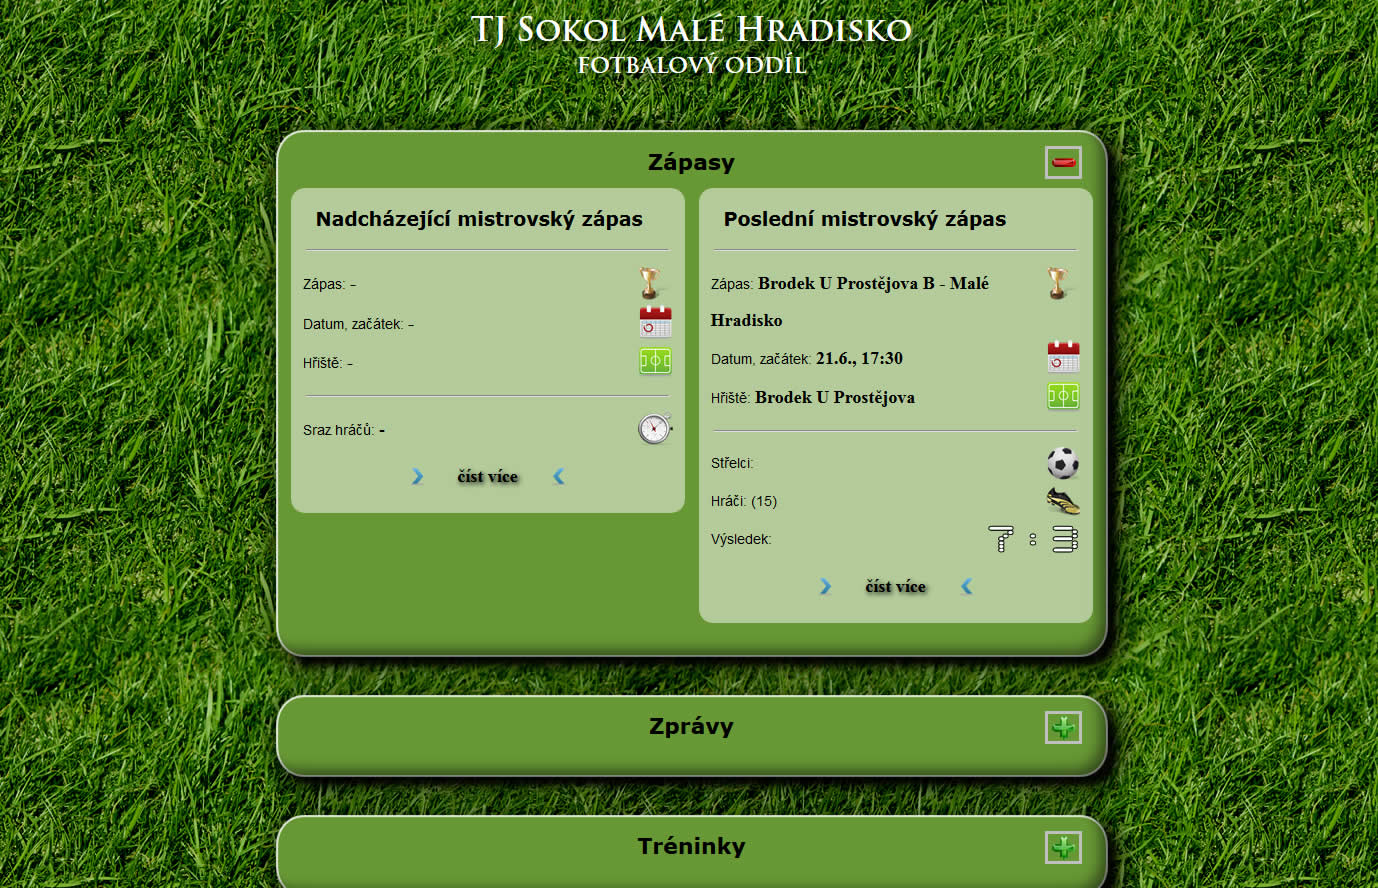 TJ Sokol Malé Hradisko
fotbalový oddíl
Zápasy
Nadcházející mistrovský zápas
Zápas: -
Datum, začátek: -
Hřiště: -
Sraz hráčů: -
číst více
Poslední mistrovský zápas
Zápas: Brodek U Prostějova B - Malé
Hradisko
Datum, začátek: 21.6., 17:30
Hřiště: Brodek U Prostějova
Střelci:
Hráči: (15)
Výsledek: 7 : 3
číst více
Zprávy
Tréninky